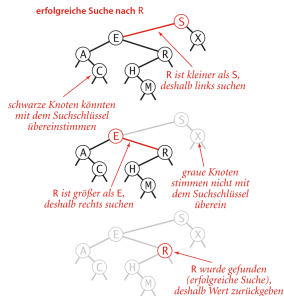 erfolgreiche Suche nach R
S
E
X
A
R
C
H
M
R ist kleiner als S,
deshalb links suchen
schwarze Knoten könnten
mit dem Suchschlüssel
übereinstimmen
S
E
X
A
R
C
H
M
R ist größer als E,
deshalb rechts suchen
graue Knoten
stimmen nicht mit
dem Suchschlüssel
überein
S
E
X
A
R
C
H
M
R wurde gefunden
(erfolgreiche Suche),
deshalb Wert zurückgeben